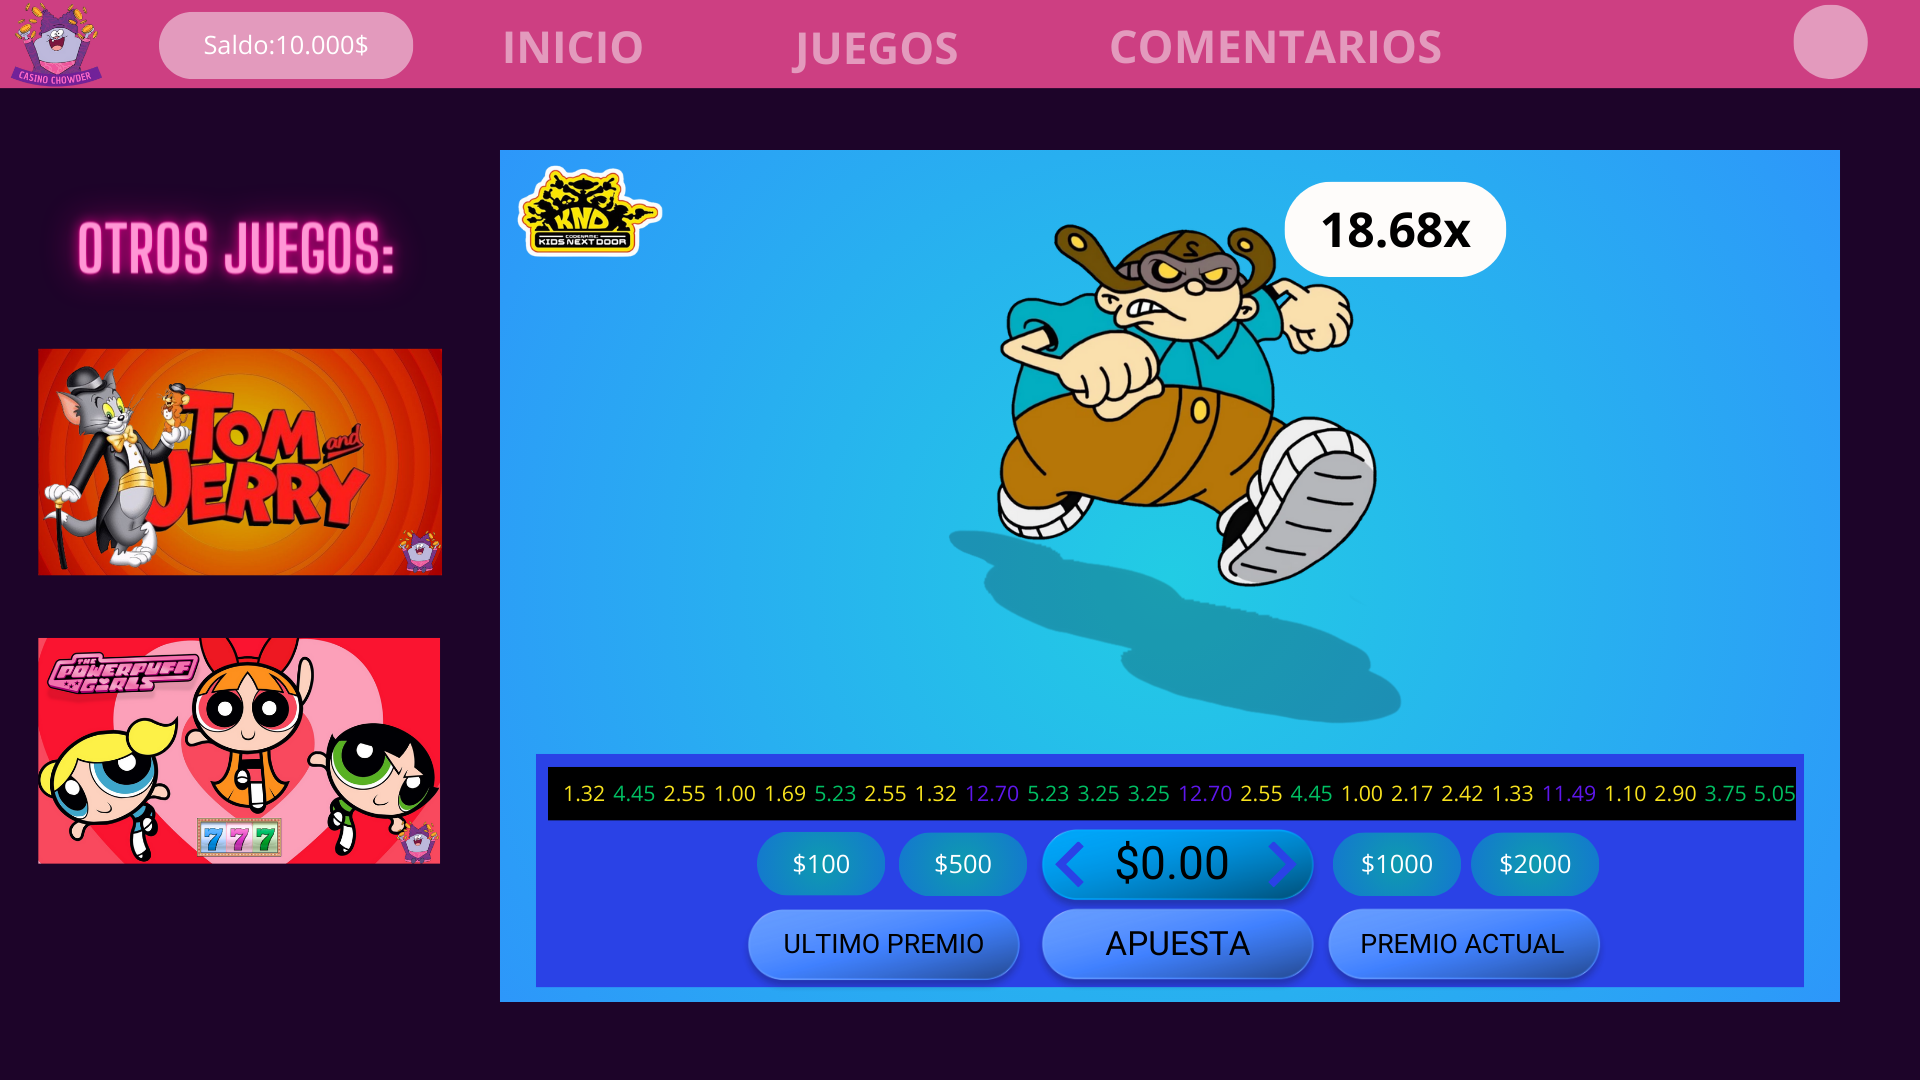 CASINO CHOWDER
Saldo:10.000$
INICIO
JUEGOS
COMENTARIOS
OTROS JUEGOS:
TOM and
JERRY
THE
POWERPUFF
GIRLS
777
KND
CODENAME:
KIDS NEXT DOOR
18.68x
1.32 4.45 2.55 1.00 1.69 5.23 2.55 1.32 12.70 5.23 3.25 3.25 12.70 2.55 4.45 1.00 2.17 2.42 1.33 11.49 1.10 2.90 3.75 5.05
$100
$500
$0.00
$1000
$2000
ULTIMO PREMIO
APUESTA
PREMIO ACTUAL